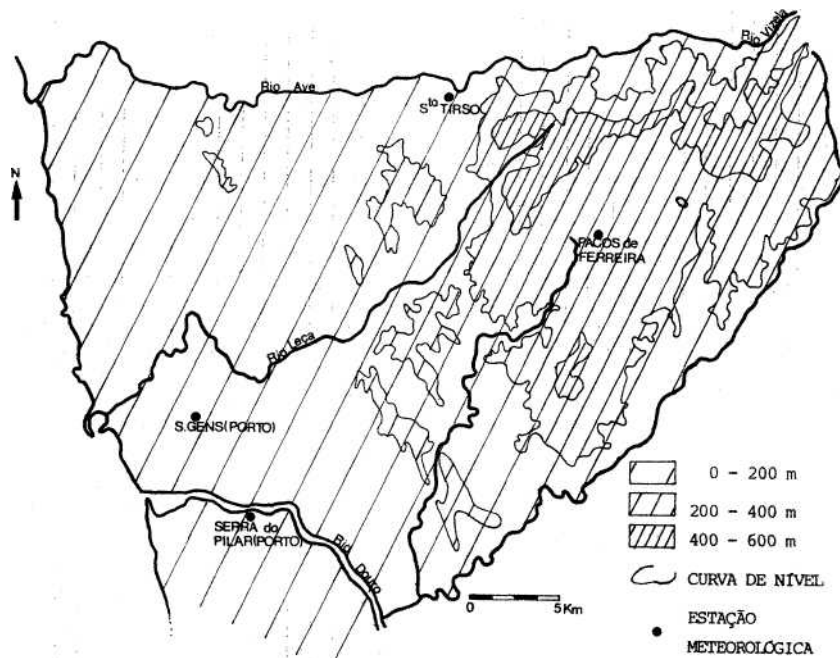 Rio Vizela
Rio Ave
Sto TIRSO
N
PAÇOS de
FERREIRA
Rio Leça
S.GENS(PORTO)
SERRA do
PILAR(PORTO)
Rio Douro
0 - 200 m
200 - 400 m
400 - 600 m
CURVA DE NÍVEL
0 5Km
ESTAÇÃO
METEOROLÓGICA